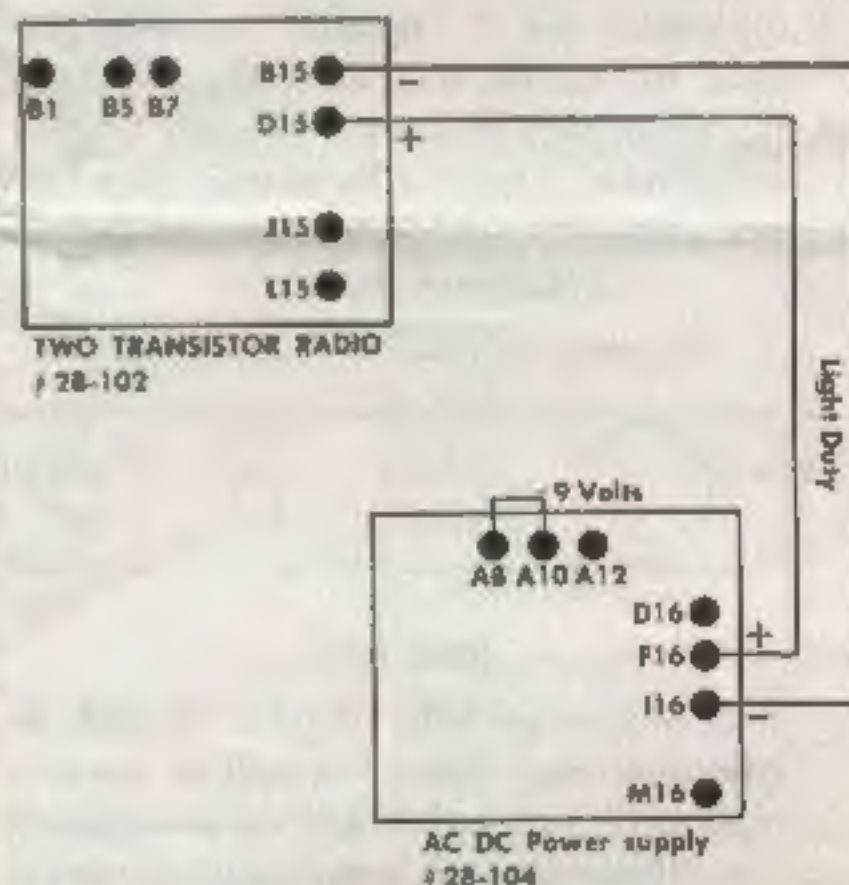 B1 B5 B7 B15 -
D15 +
J15
L15
TWO TRANSISTOR RADIO
# 28-102
Light Duty
9 Volts
A8 A10 A12
D16
F16 +
I16 -
M16
AC DC Power supply
# 28-104